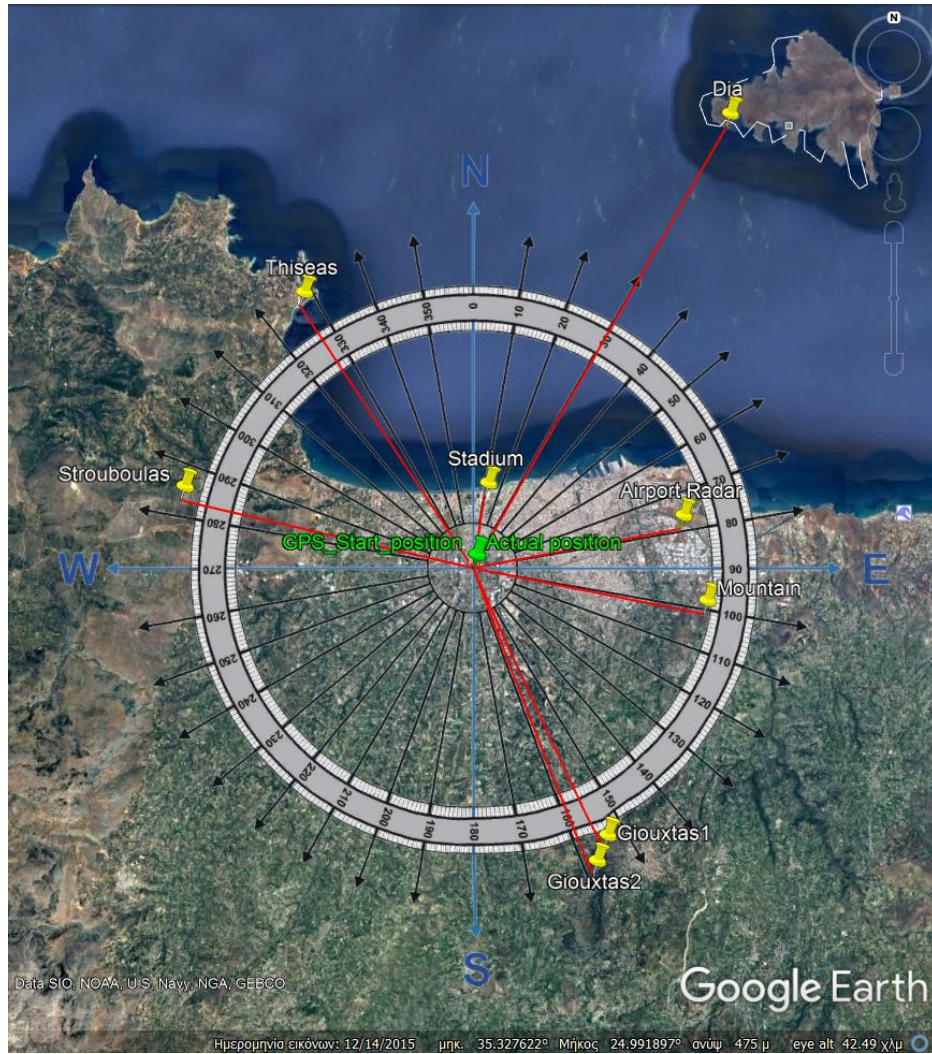 N
Dia
N
Thiseas
0
10
20
30
40
50
60
70
80
90
100
110
120
130
140
150
160
170
180
190
200
210
220
230
240
250
260
270
280
290
300
310
320
330
340
350
Strouboulas
Stadium
Airport Radar
GPS_Start_position
Actual position
W
E
Mountain
Giouxtas1
Giouxtas2
S
Data SIO, NOAA, U.S. Navy, NGA, GEBCO
Google Earth
Ημερομηνία εικόνων: 12/14/2015 μηκ. 35.327622° Μήκος 24.991897° ανύψ 475 μ eye alt 42.49 χλμ